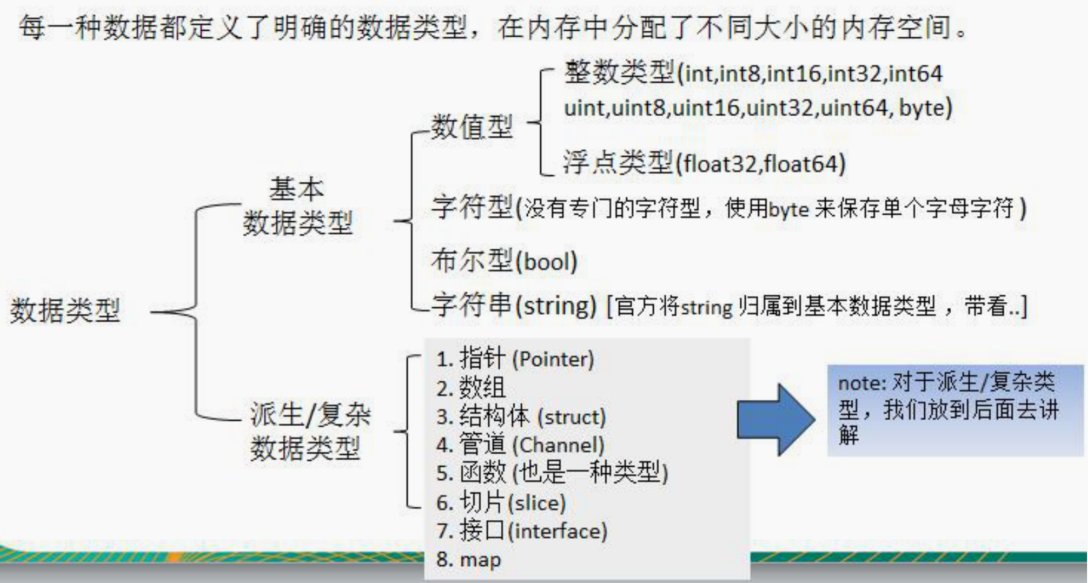 每一种数据都定义了明确的数据类型，在内存中分配了不同大小的内存空间。
整数类型(int,int8,int16,int32,int64
uint,uint8,uint16,uint32,uint64, byte)
数值型
浮点类型(float32,float64)
基本
数据类型
字符型(没有专门的字符型，使用byte 来保存单个字母字符 )
布尔型(bool)
字符串(string) [官方将string 归属到基本数据类型 ，带看..]
数据类型
派生/复杂
数据类型
1. 指针 (Pointer)
2. 数组
3. 结构体 (struct)
4. 管道 (Channel)
5. 函数 (也是一种类型)
6. 切片(slice)
7. 接口(interface)
8. map
note: 对于派生/复杂类
型，我们放到后面去讲
解